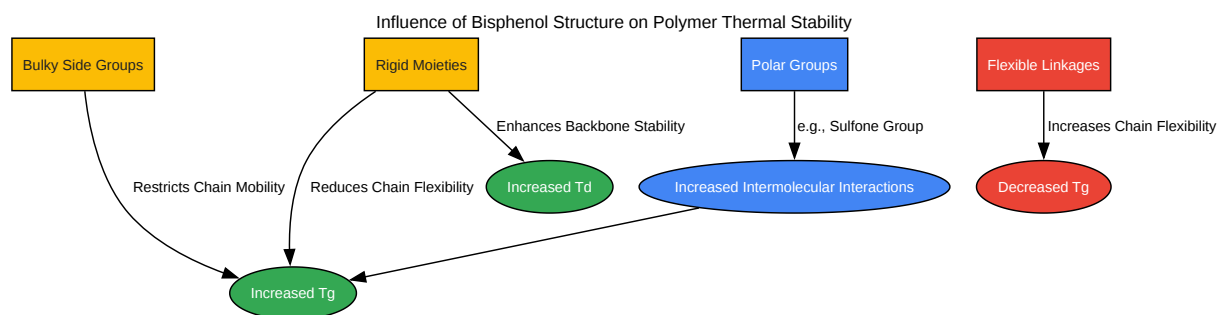 Influence of Bisphenol Structure on Polymer Thermal Stability
Bulky Side Groups
Rigid Moieties
Polar Groups
Flexible Linkages
Enhances Backbone Stability
e.g., Sulfone Group
Increases Chain Flexibility
Restricts Chain Mobility
Reduces Chain Flexibility
Increased Td
Increased Intermolecular Interactions
Decreased Tg
Increased Tg